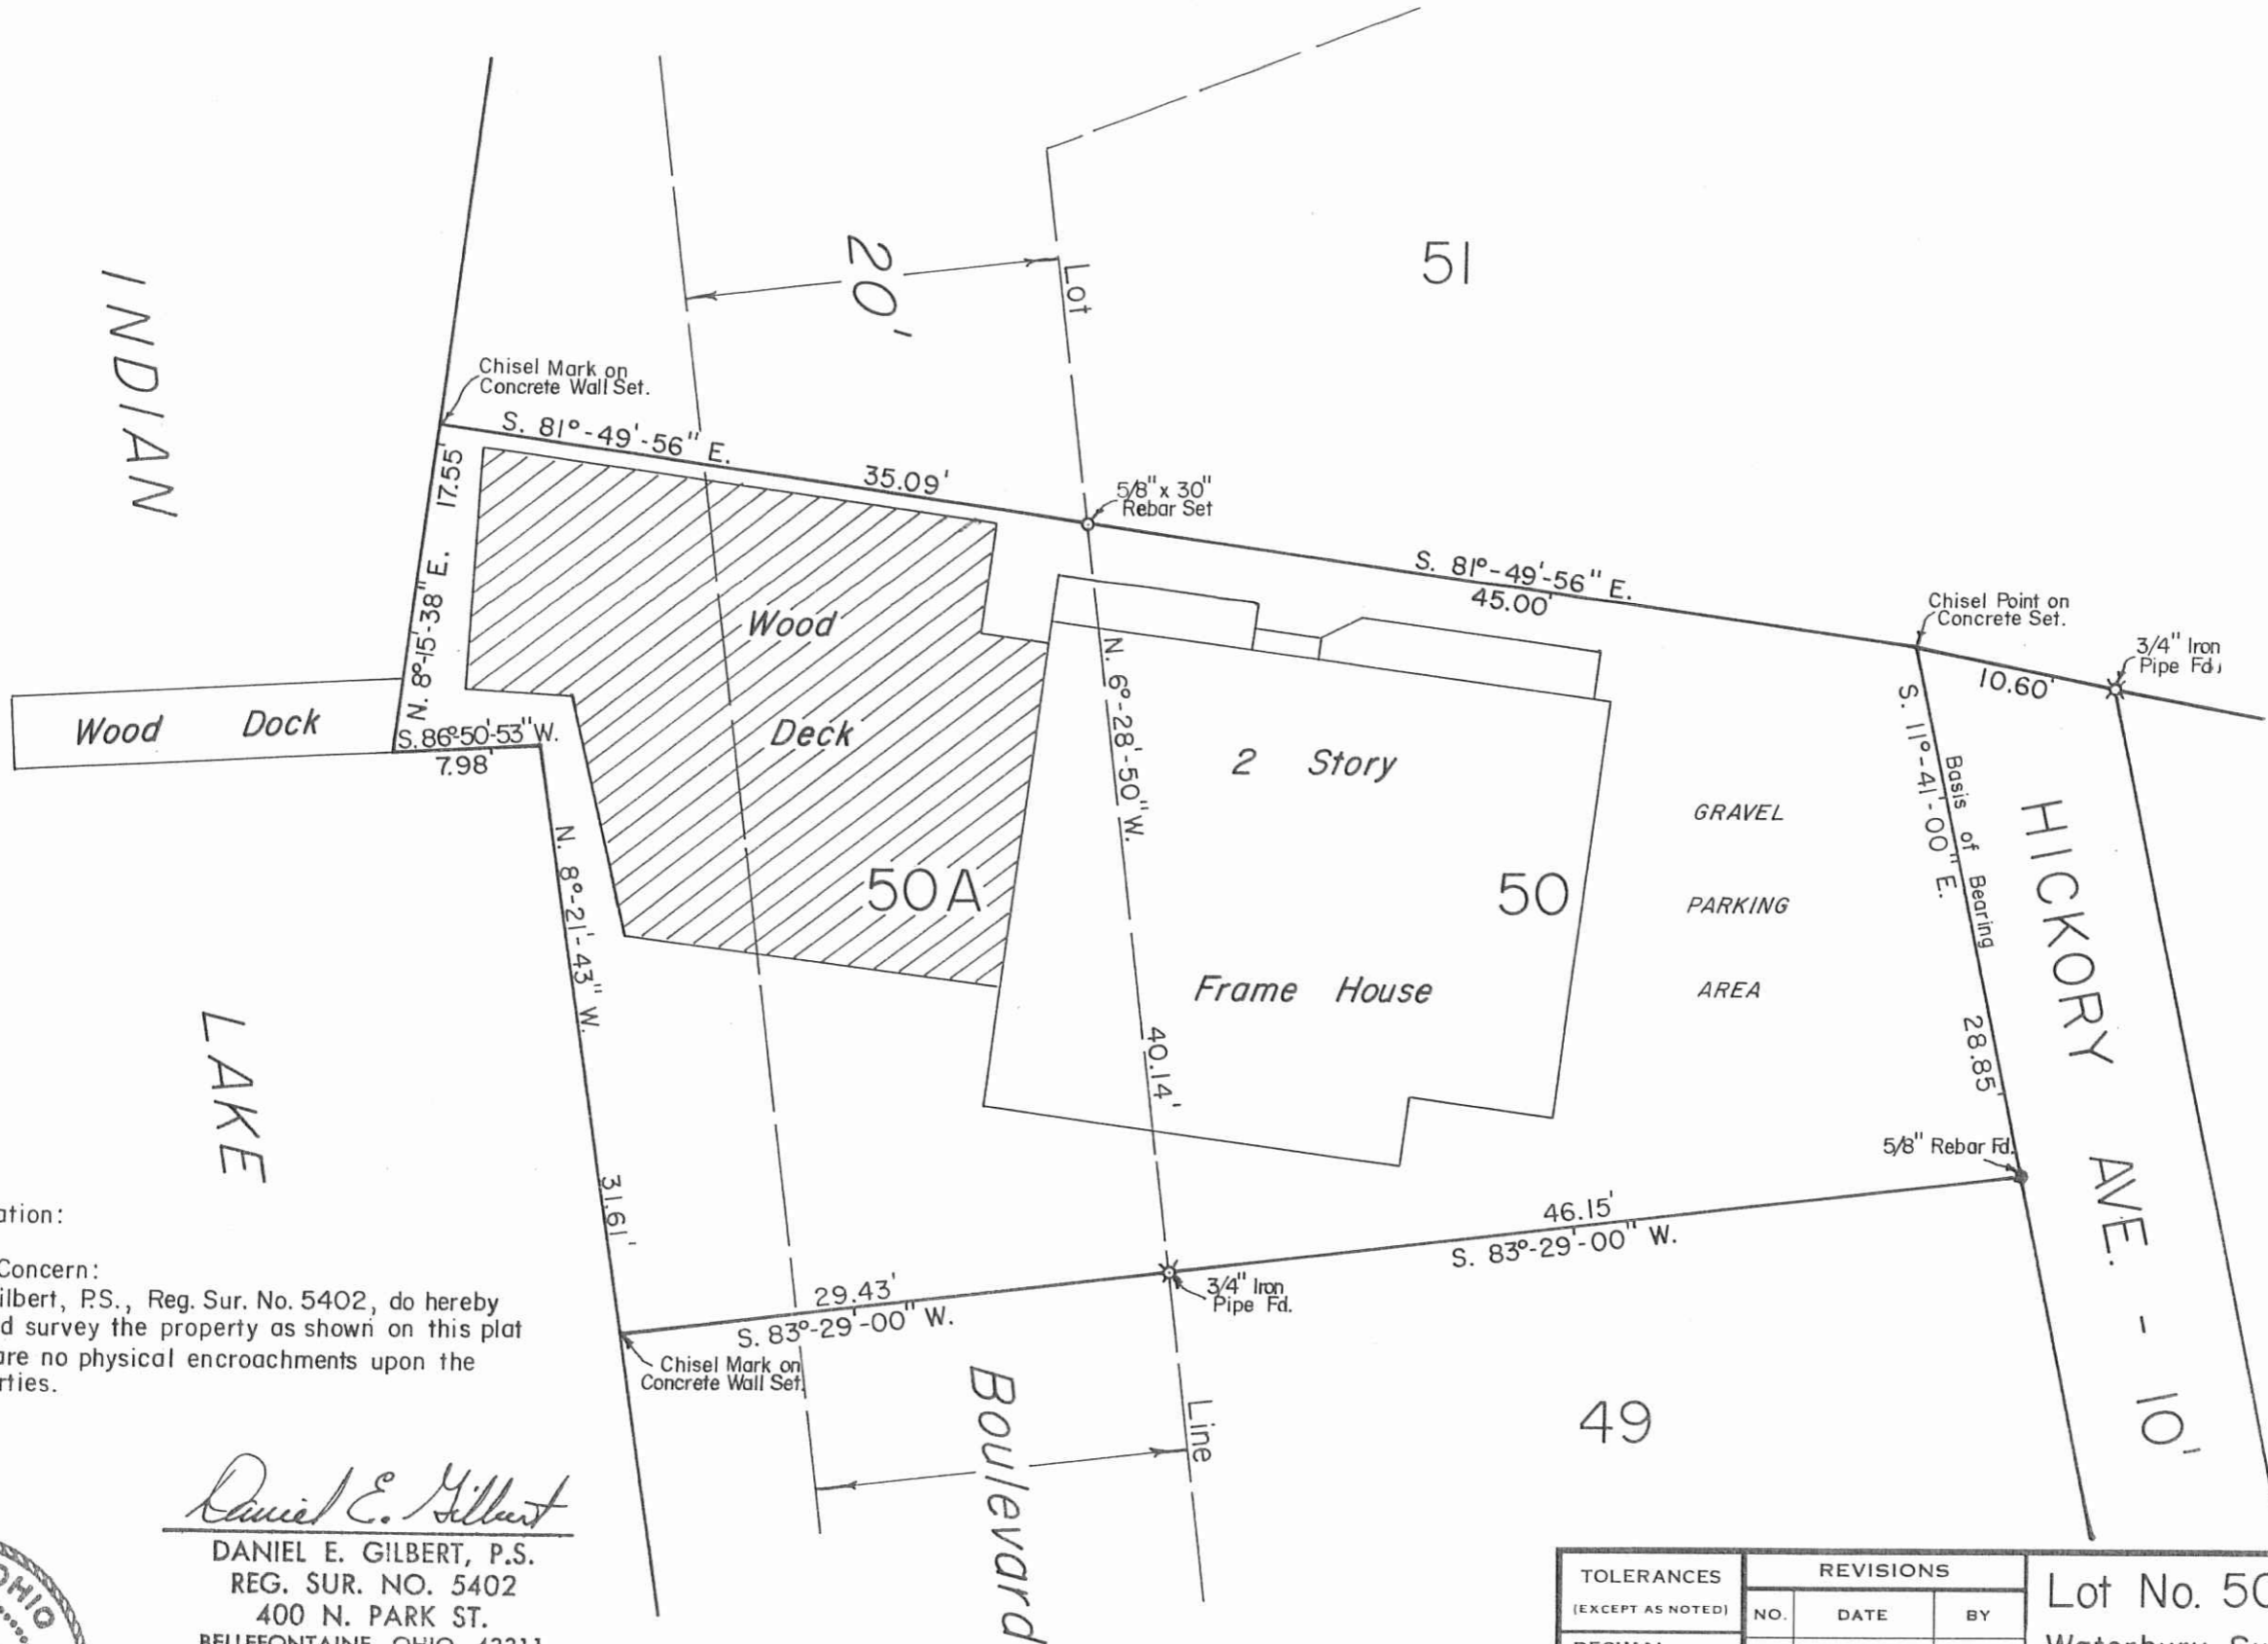 51
20'
Lot
INDIAN
LAKE
Chisel Mark on
Concrete Wall Set.
S. 81°-49'-56" E.
35.09'
5/8" x 30"
Rebar Set
S. 81°-49'-56" E.
45.00'
Chisel Point on
Concrete Set.
3/4" Iron
Pipe Fd.
10.60'
N. 8°-15'-38" E. 17.55'
Wood
Deck
50A
Wood Dock
S. 86°-50'-53" W.
7.98'
N. 6°-28'-50" W.
40.14'
2 Story
Frame House
50
GRAVEL
PARKING
AREA
S. 11°-41'-00" E.
28.85'
Basis of Bearing
HICKORY AVE. - 10'
N. 8°-21'-43" W.
31.61'
5/8" Rebar Fd.
46.15'
S. 83°-29'-00" W.
29.43'
S. 83°-29'-00" W.
3/4" Iron
Pipe Fd.
Chisel Mark on
Concrete Wall Set.
Boulevard
Line
49
ation:
Concern:
ilbert, P.S., Reg. Sur. No. 5402, do hereby
d survey the property as shown on this plat
are no physical encroachments upon the
rties.
Daniel E. Gilbert
DANIEL E. GILBERT, P.S.
REG. SUR. NO. 5402
400 N. PARK ST.
BELLEFONTAINE, OHIO 43311
OHIO
TOLERANCES
(EXCEPT AS NOTED)
DECIMAL
REVISIONS
NO. DATE BY
Lot No. 50
Waterbury